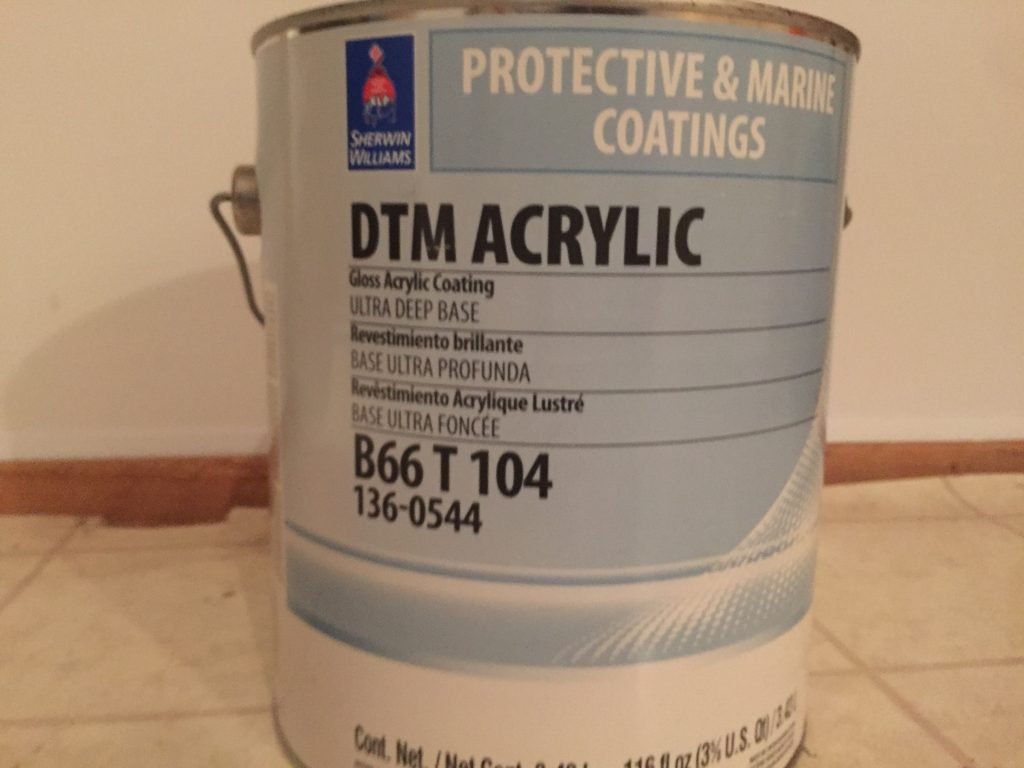 PROTECTIVE & MARINE
COATINGS
SHERWIN
WILLIAMS
DTM ACRYLIC
Gloss Acrylic Coating
ULTRA DEEP BASE
Revestimiento brillante
BASE ULTRA PROFUNDA
Revêstimiento Acrylique Lustré
BASE ULTRA FONCÉE
B66 T 104
136-0544
Cont. Net. / Net Cont. 116 fl oz (3⅝ U.S. Qt) /